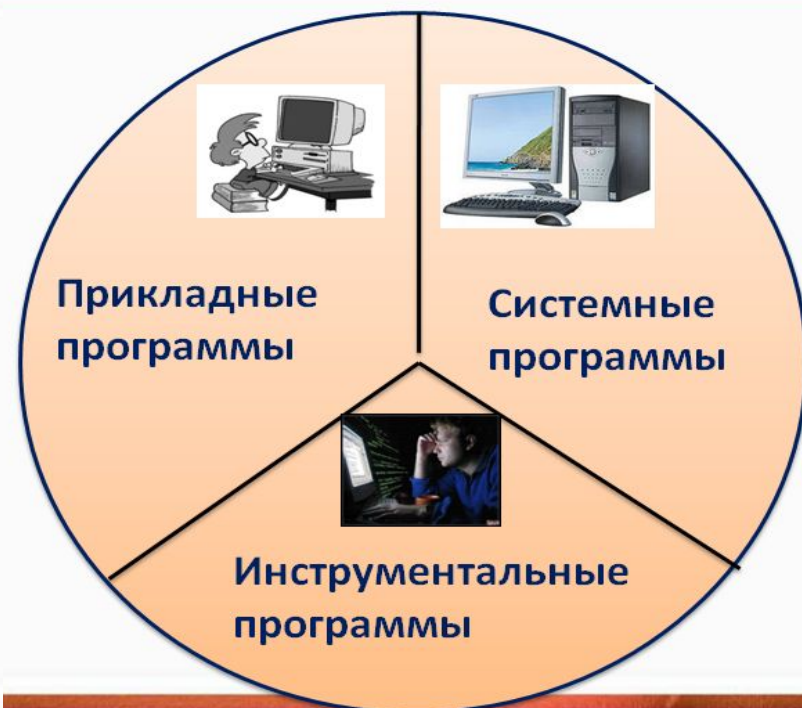 Прикладные
программы
Системные
программы
Инструментальные
программы